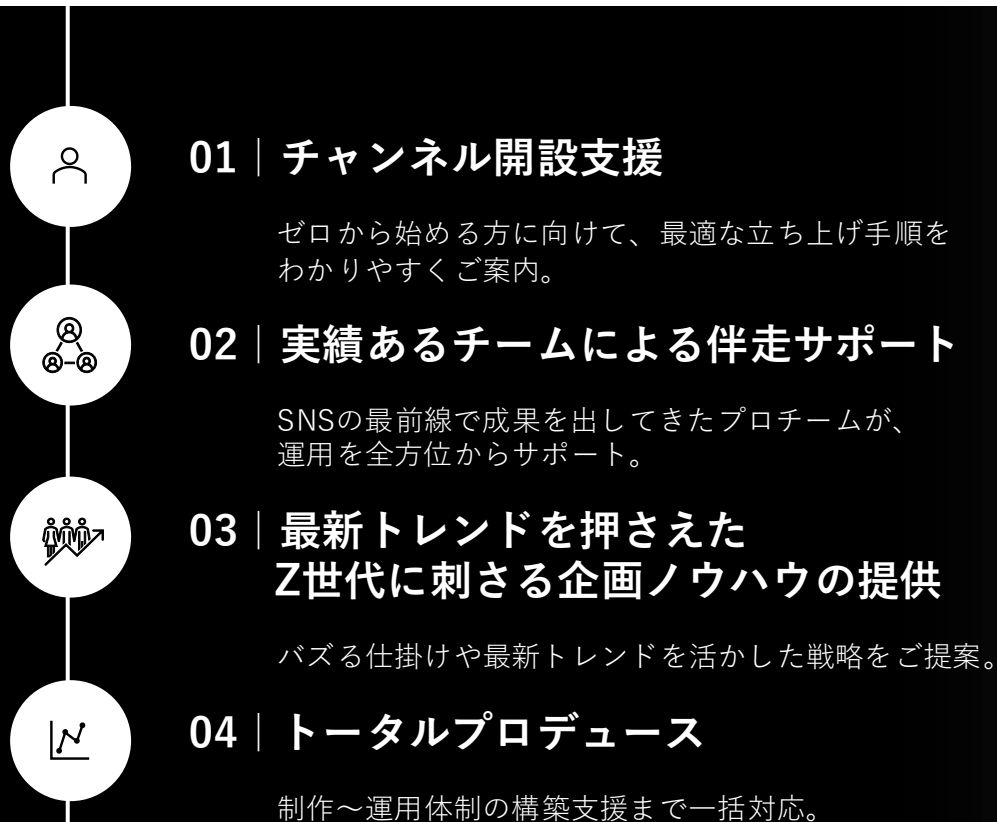 01｜チャンネル開設支援
ゼロから始める方に向けて、最適な立ち上げ手順を
わかりやすくご案内。
02｜実績あるチームによる伴走サポート
SNSの最前線で成果を出してきたプロチームが、
運用を全方位からサポート。
03｜最新トレンドを押さえた
Z世代に刺さる企画ノウハウの提供
バズる仕掛けや最新トレンドを活かした戦略をご提案。
04｜トータルプロデュース
制作〜運用体制の構築支援まで一括対応。